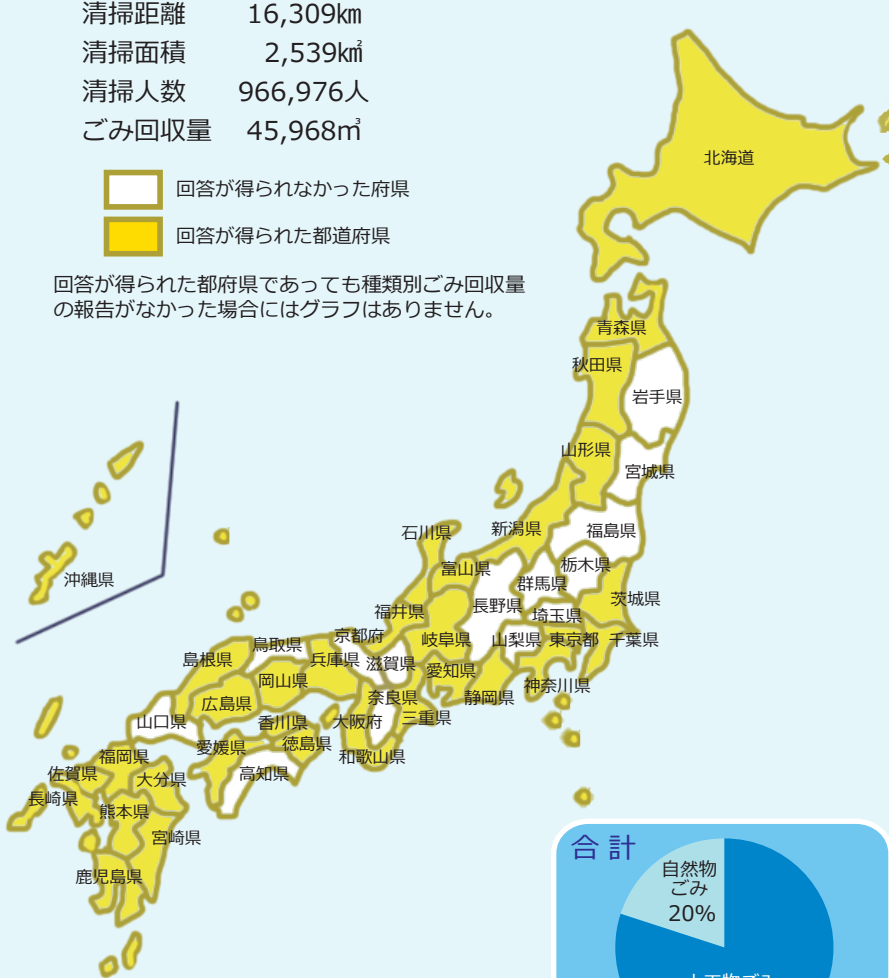 清掃距離 16,309㎞
清掃面積 2,539㎢
清掃人数 966,976人
ごみ回収量 45,968㎥
回答が得られなかった府県
回答が得られた都道府県
回答が得られた都府県であっても種類別ごみ回収量
の報告がなかった場合にはグラフはありません。
北海道
青森県
秋田県
岩手県
山形県
宮城県
石川県
新潟県
福島県
富山県
栃木県
群馬県
沖縄県
長野県
茨城県
福井県
埼玉県
京都府
岐阜県
山梨県
東京都
千葉県
鳥取県
島根県
兵庫県
滋賀県
愛知県
岡山県
神奈川県
奈良県
静岡県
広島県
山口県
香川県
大阪府
三重県
愛媛県
徳島県
和歌山県
福岡県
佐賀県
大分県
高知県
長崎県
熊本県
宮崎県
鹿児島県
合計
自然物
ごみ
20%